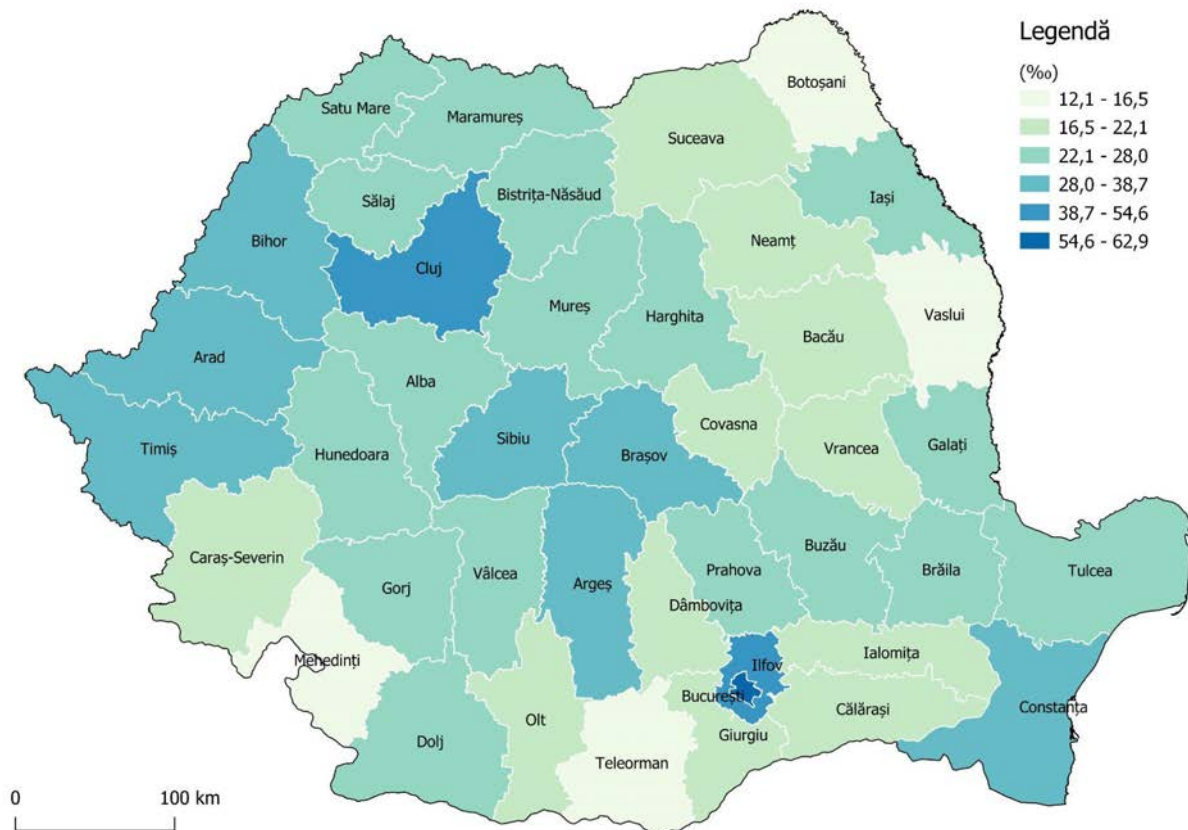 Legendă
(‰)
12,1 - 16,5
16,5 - 22,1
22,1 - 28,0
28,0 - 38,7
38,7 - 54,6
54,6 - 62,9
Botoșani
Satu Mare
Maramureș
Suceava
Sălaj
Bistrița-Năsăud
Iași
Bihor
Neamț
Cluj
Mureș
Harghita
Vaslui
Bacău
Arad
Alba
Covasna
Sibiu
Timiș
Hunedoara
Brașov
Vrancea
Galați
Caraș-Severin
Buzău
Gorj
Vâlcea
Argeș
Prahova
Brăila
Tulcea
Dâmbovița
Mehedinți
Ilfov
Ialomița
București
Călărași
Constanța
Olt
Dolj
Giurgiu
Teleorman
0 100 km